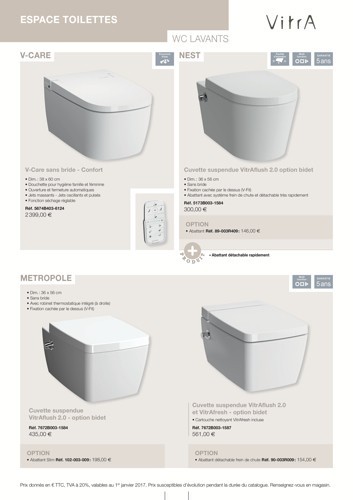 ESPACE TOILETTES
VitrA
WC LAVANTS
V-CARE
NEST
5 ans
V-Care sans bride - Confort
• Dim : 38 x 60 cm
• Douchette pour hygiène familiale et féminine
• Ouverture et fermeture automatiques
• Jets massants - Jets oscillants et pulsés
• Fonction séchage réglable
Réf. 5674B403-6124
2 399,00 €
Cuvette suspendue VitrAflush 2.0 option bidet
• Dim : 36 x 56 cm
• Sans bride
• Fixation cachée par le dessus (V-Fit)
• Abattant avec système frein de chute et détachable frein rapidement
Réf. 5173B003-1584
300,00 €
OPTION
• Abattant Réf. 89-003R409 : 146,00 €
• Abattant détachable rapidement
METROPOLE
5 ans
• Dim : 36 x 56 cm
• Sans bride
• Avec robinet thermostatique intégré (à droite)
• Fixation cachée par le dessus (V-Fit)
Cuvette suspendue
VitrAflush 2.0 - option bidet
Réf. 7672B003-1684
435,00 €
OPTION
• Abattant Slim Réf. 102-003-009 : 199,00 €
Cuvette suspendue VitrAflush 2.0
et VitrAfresh - option bidet
• Cartouche nettoyant VitrAfresh incluse
Réf. 7672B003-1087
561,00 €
OPTION
• Abattant détachable frein de chute Réf. 90-003R009 : 154,00 €
Prix donnés en € TTC, TVA à 20%, valables au 1er janvier 2017. Prix susceptibles d'évolution pendant la durée du catalogue. Renseignez-vous en magasin.